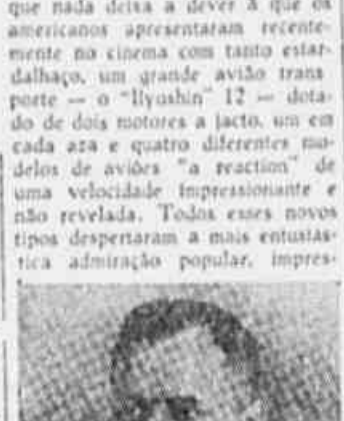 que nada deixa a dever á que os
americanos apresentaram recente-
mente no cinema com tanto estar-
dalhaço, um grande avião trans
porte — o "Ilyushin" 12 — dota-
do de dois motores a jacto, um em
cada aza e quatro diferentes mo-
delos de aviões "a reaction" de
uma velocidade impressionante e
não revelada. Todos esses novos
tipos despertaram a mais entusiás-
tica admiração popular, impres-